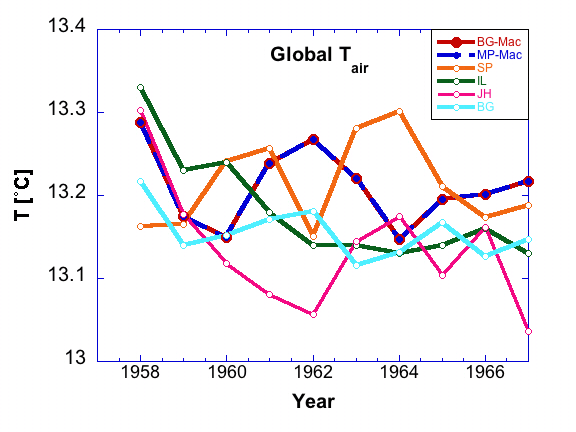 13.4
Global Tair
BG-Mac
MP-Mac
SP
IL
JH
BG
13.3
13.2
13.1
13
T [˚C]
1958 1960 1962 1964 1966
Year